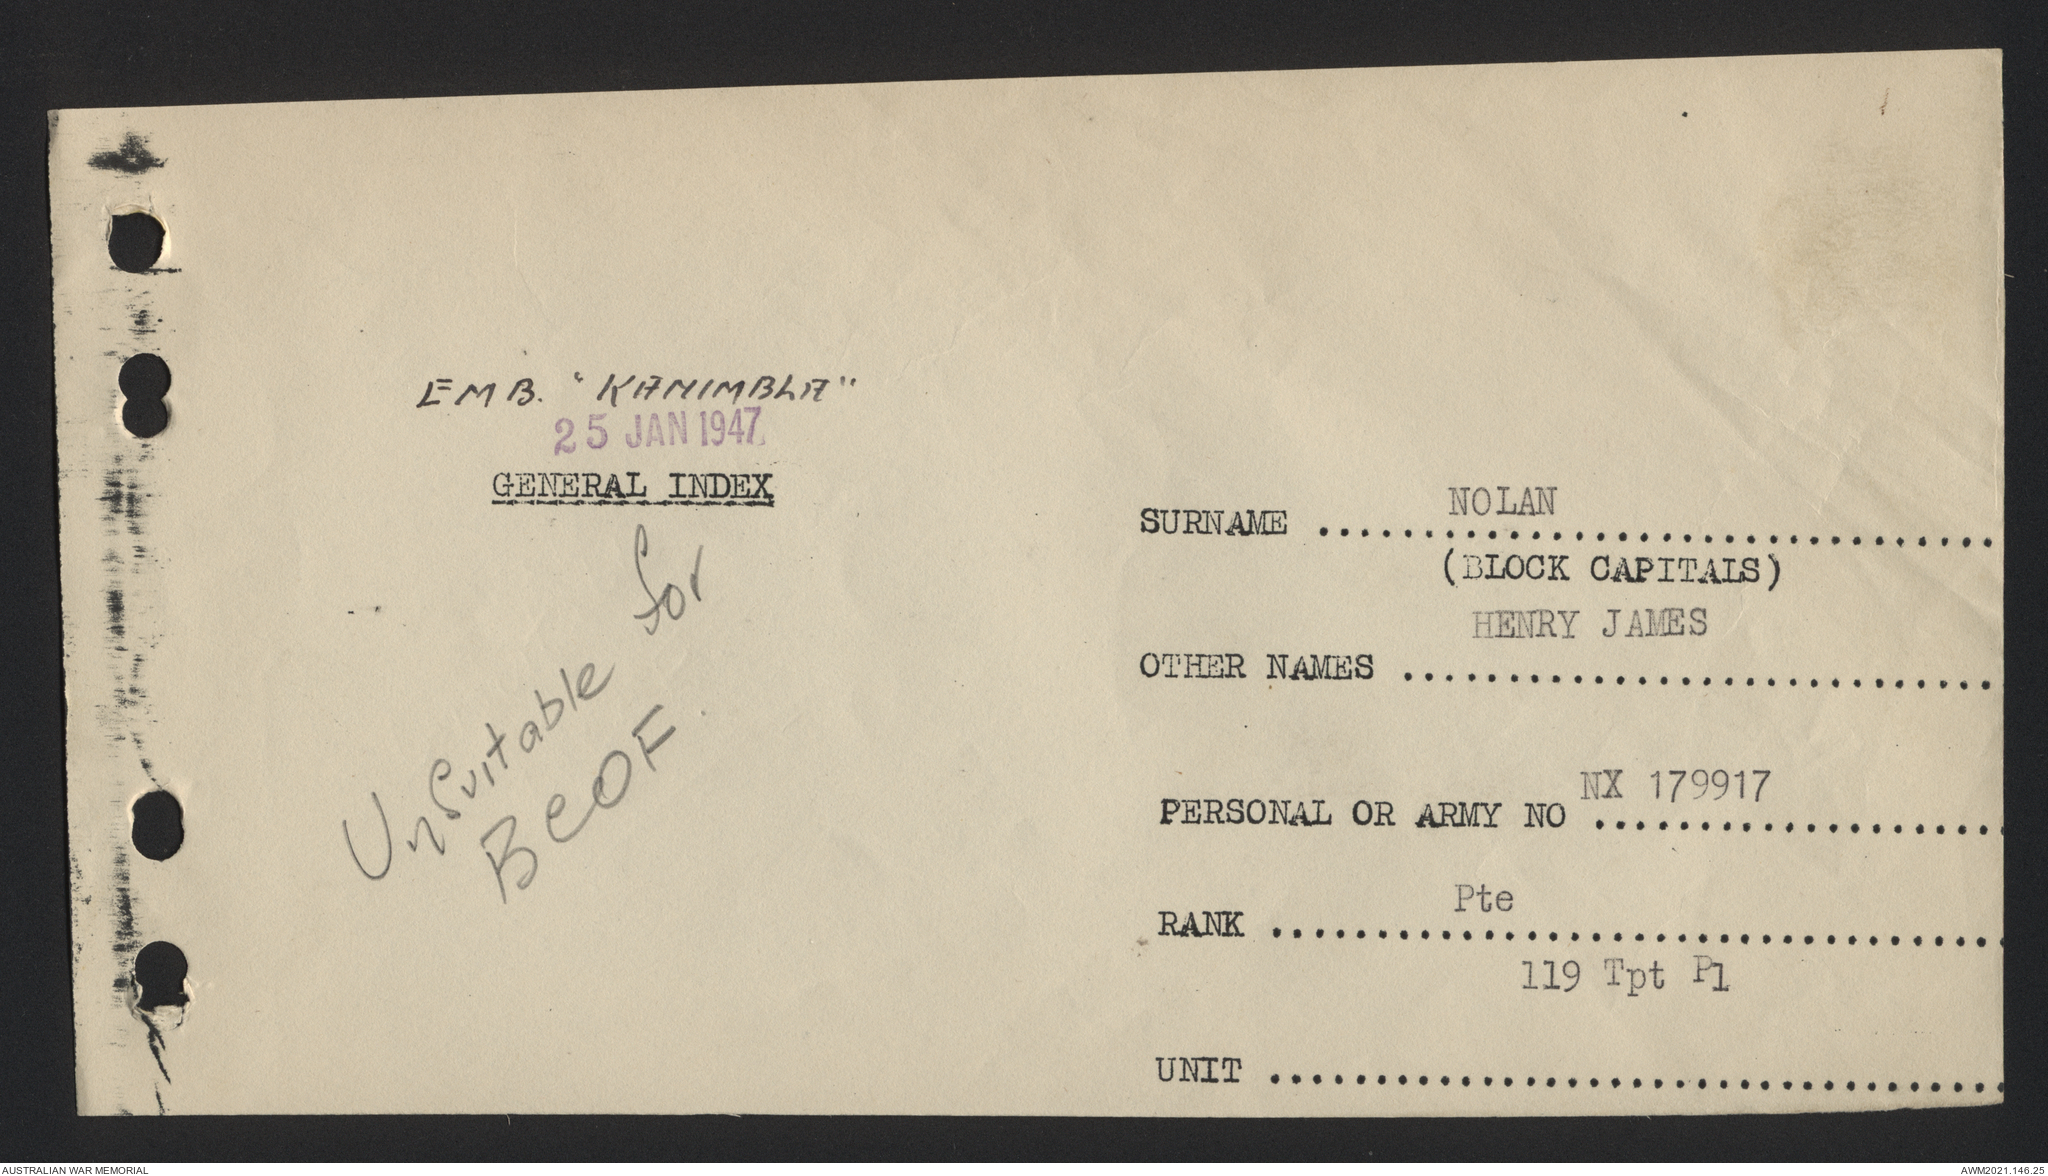 EMB. "KANIMBLA"
25 JAN 1947
GENERAL INDEX
Unsuitable for
BCOF.
NOLAN
SURNAME ................................
(BLOCK CAPITALS)
HENRY JAMES
OTHER NAMES ............................
NX 179917
PERSONAL OR ARMY NO ...................
Pte
RANK ...................................
119 Tpt Pl
UNIT ...................................
AUSTRALIAN WAR MEMORIAL
AWM2021.146.25